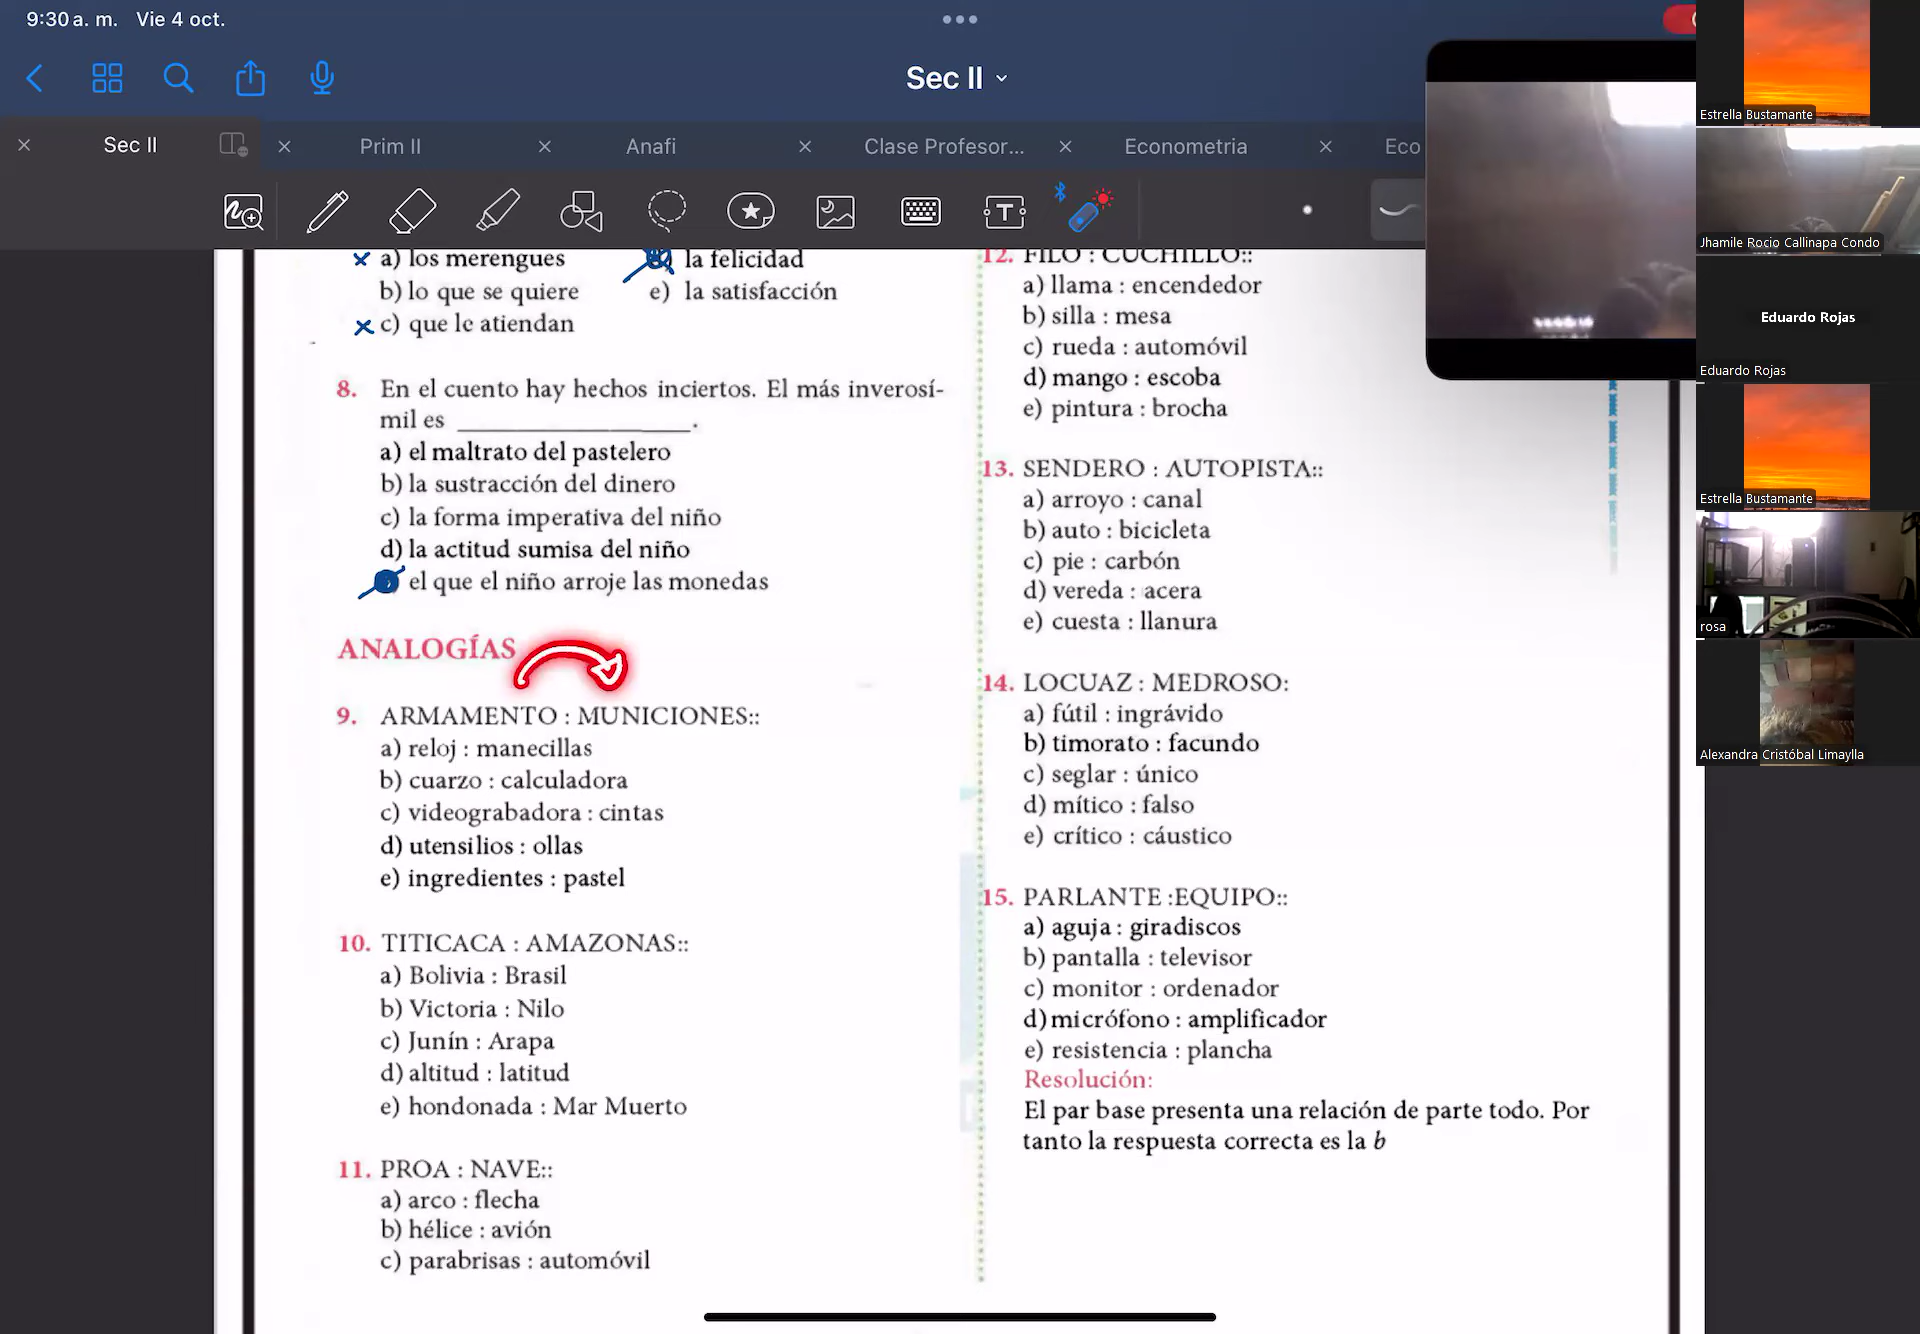 9:30 a. m. Vie 4 oct.
Sec II
Sec II
Prim II
Anafi
Clase Profesor...
Econometria
Eco
a) los merengues
b) lo que se quiere
c) que le atiendan
la felicidad
e) la satisfacción
8. En el cuento hay hechos inciertos. El más inverosí-
mil es ____________________.
a) el maltrato del pastelero
b) la sustracción del dinero
c) la forma imperativa del niño
d) la actitud sumisa del niño
el que el niño arroje las monedas
ANALOGÍAS
9. ARMAMENTO : MUNICIONES::
a) reloj : manecillas
b) cuarzo : calculadora
c) videograbadora : cintas
d) utensilios : ollas
e) ingredientes : pastel
10. TITICACA : AMAZONAS::
a) Bolivia : Brasil
b) Victoria : Nilo
c) Junín : Arapa
d) altitud : latitud
e) hondonada : Mar Muerto
11. PROA : NAVE::
a) arco : flecha
b) hélice : avión
c) parabrisas : automóvil
12. FILO : CUCHILLO::
a) llama : encendedor
b) silla : mesa
c) rueda : automóvil
d) mango : escoba
e) pintura : brocha
13. SENDERO : AUTOPISTA::
a) arroyo : canal
b) auto : bicicleta
c) pie : carbón
d) vereda : acera
e) cuesta : llanura
14. LOCUAZ : MEDROSO:
a) fútil : ingrávido
b) timorato : facundo
c) seglar : único
d) mítico : falso
e) crítico : cáustico
15. PARLANTE :EQUIPO::
a) aguja : giradiscos
b) pantalla : televisor
c) monitor : ordenador
d) micrófono : amplificador
e) resistencia : plancha
Resolución:
El par base presenta una relación de parte todo. Por
tanto la respuesta correcta es la b
Estrella Bustamante
Jhamile Rocio Callinapa Condo
Eduardo Rojas
Eduardo Rojas
Estrella Bustamante
rosa
Alexandra Cristóbal Limaylla